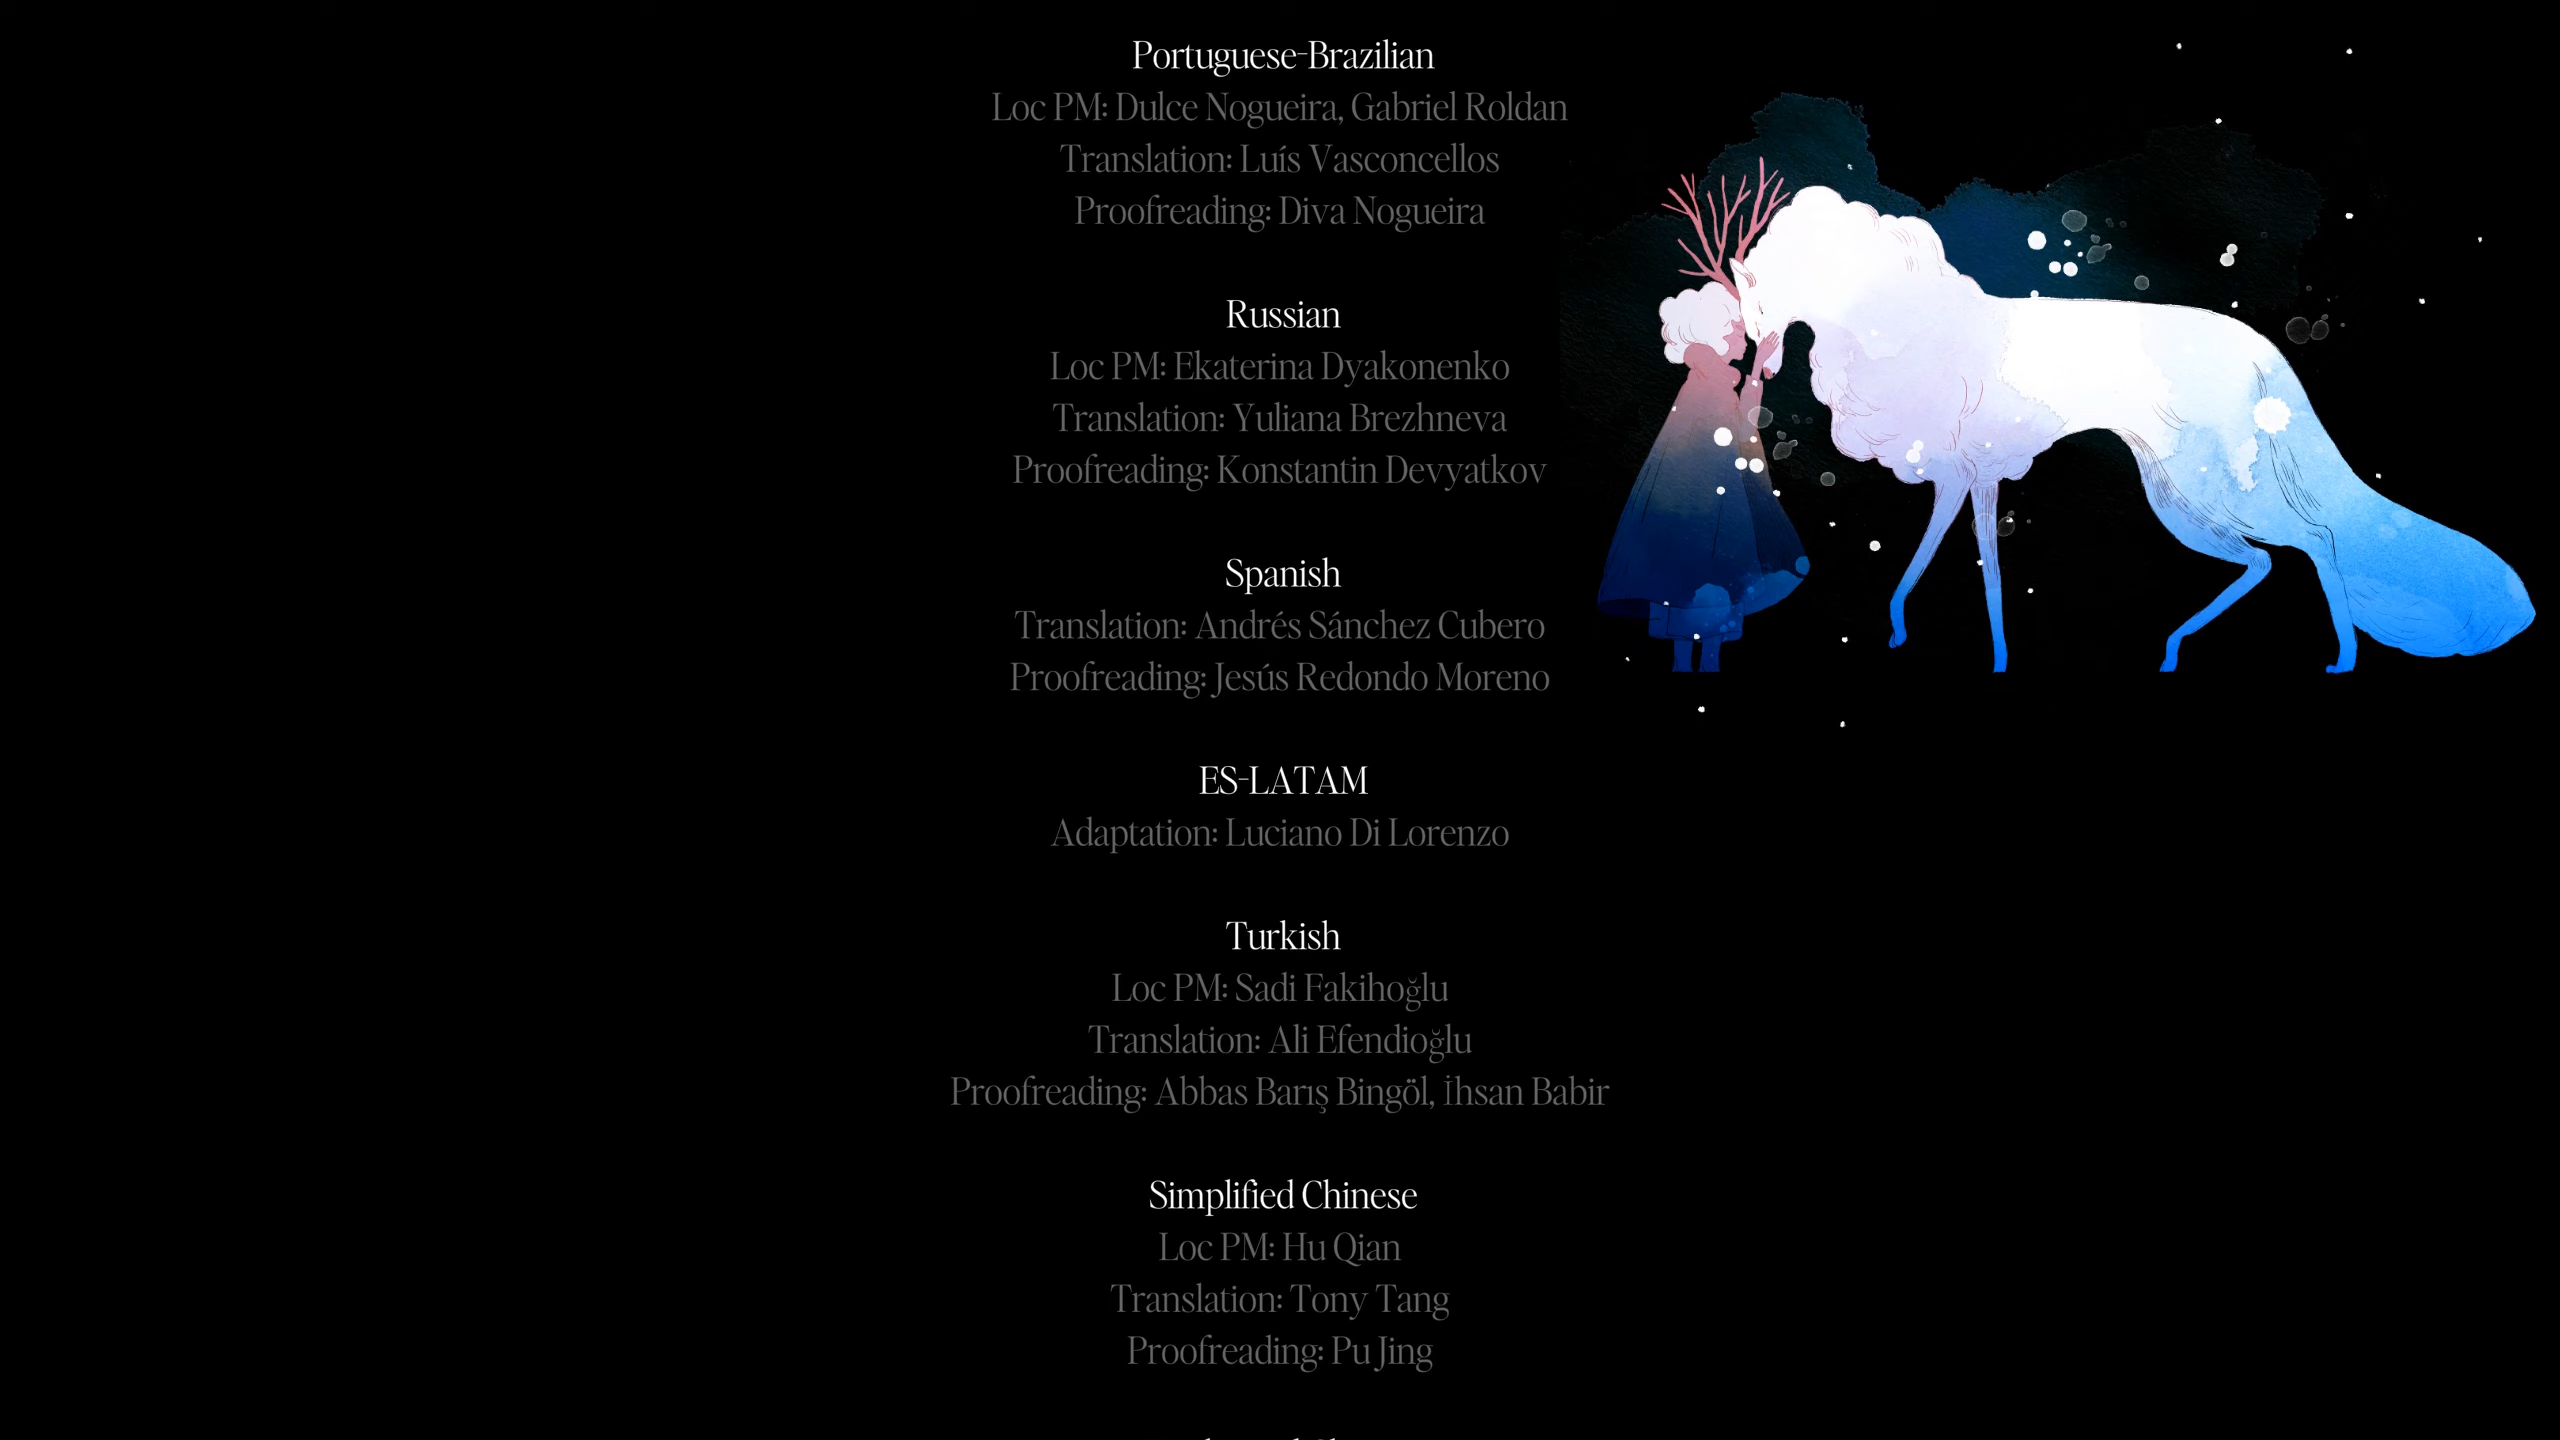 Portuguese-Brazilian
Loc PM: Dulce Nogueira, Gabriel Roldan
Translation: Luís Vasconcellos
Proofreading: Diva Nogueira
Russian
Loc PM: Ekaterina Dyakonenko
Translation: Yuliana Brezhneva
Proofreading: Konstantin Devyatkov
Spanish
Translation: Andrés Sánchez Cubero
Proofreading: Jesús Redondo Moreno
ES-LATAM
Adaptation: Luciano Di Lorenzo
Turkish
Loc PM: Sadi Fakihoğlu
Translation: Ali Efendioğlu
Proofreading: Abbas Barış Bingöl, İhsan Babir
Simplified Chinese
Loc PM: Hu Qian
Translation: Tony Tang
Proofreading: Pu Jing